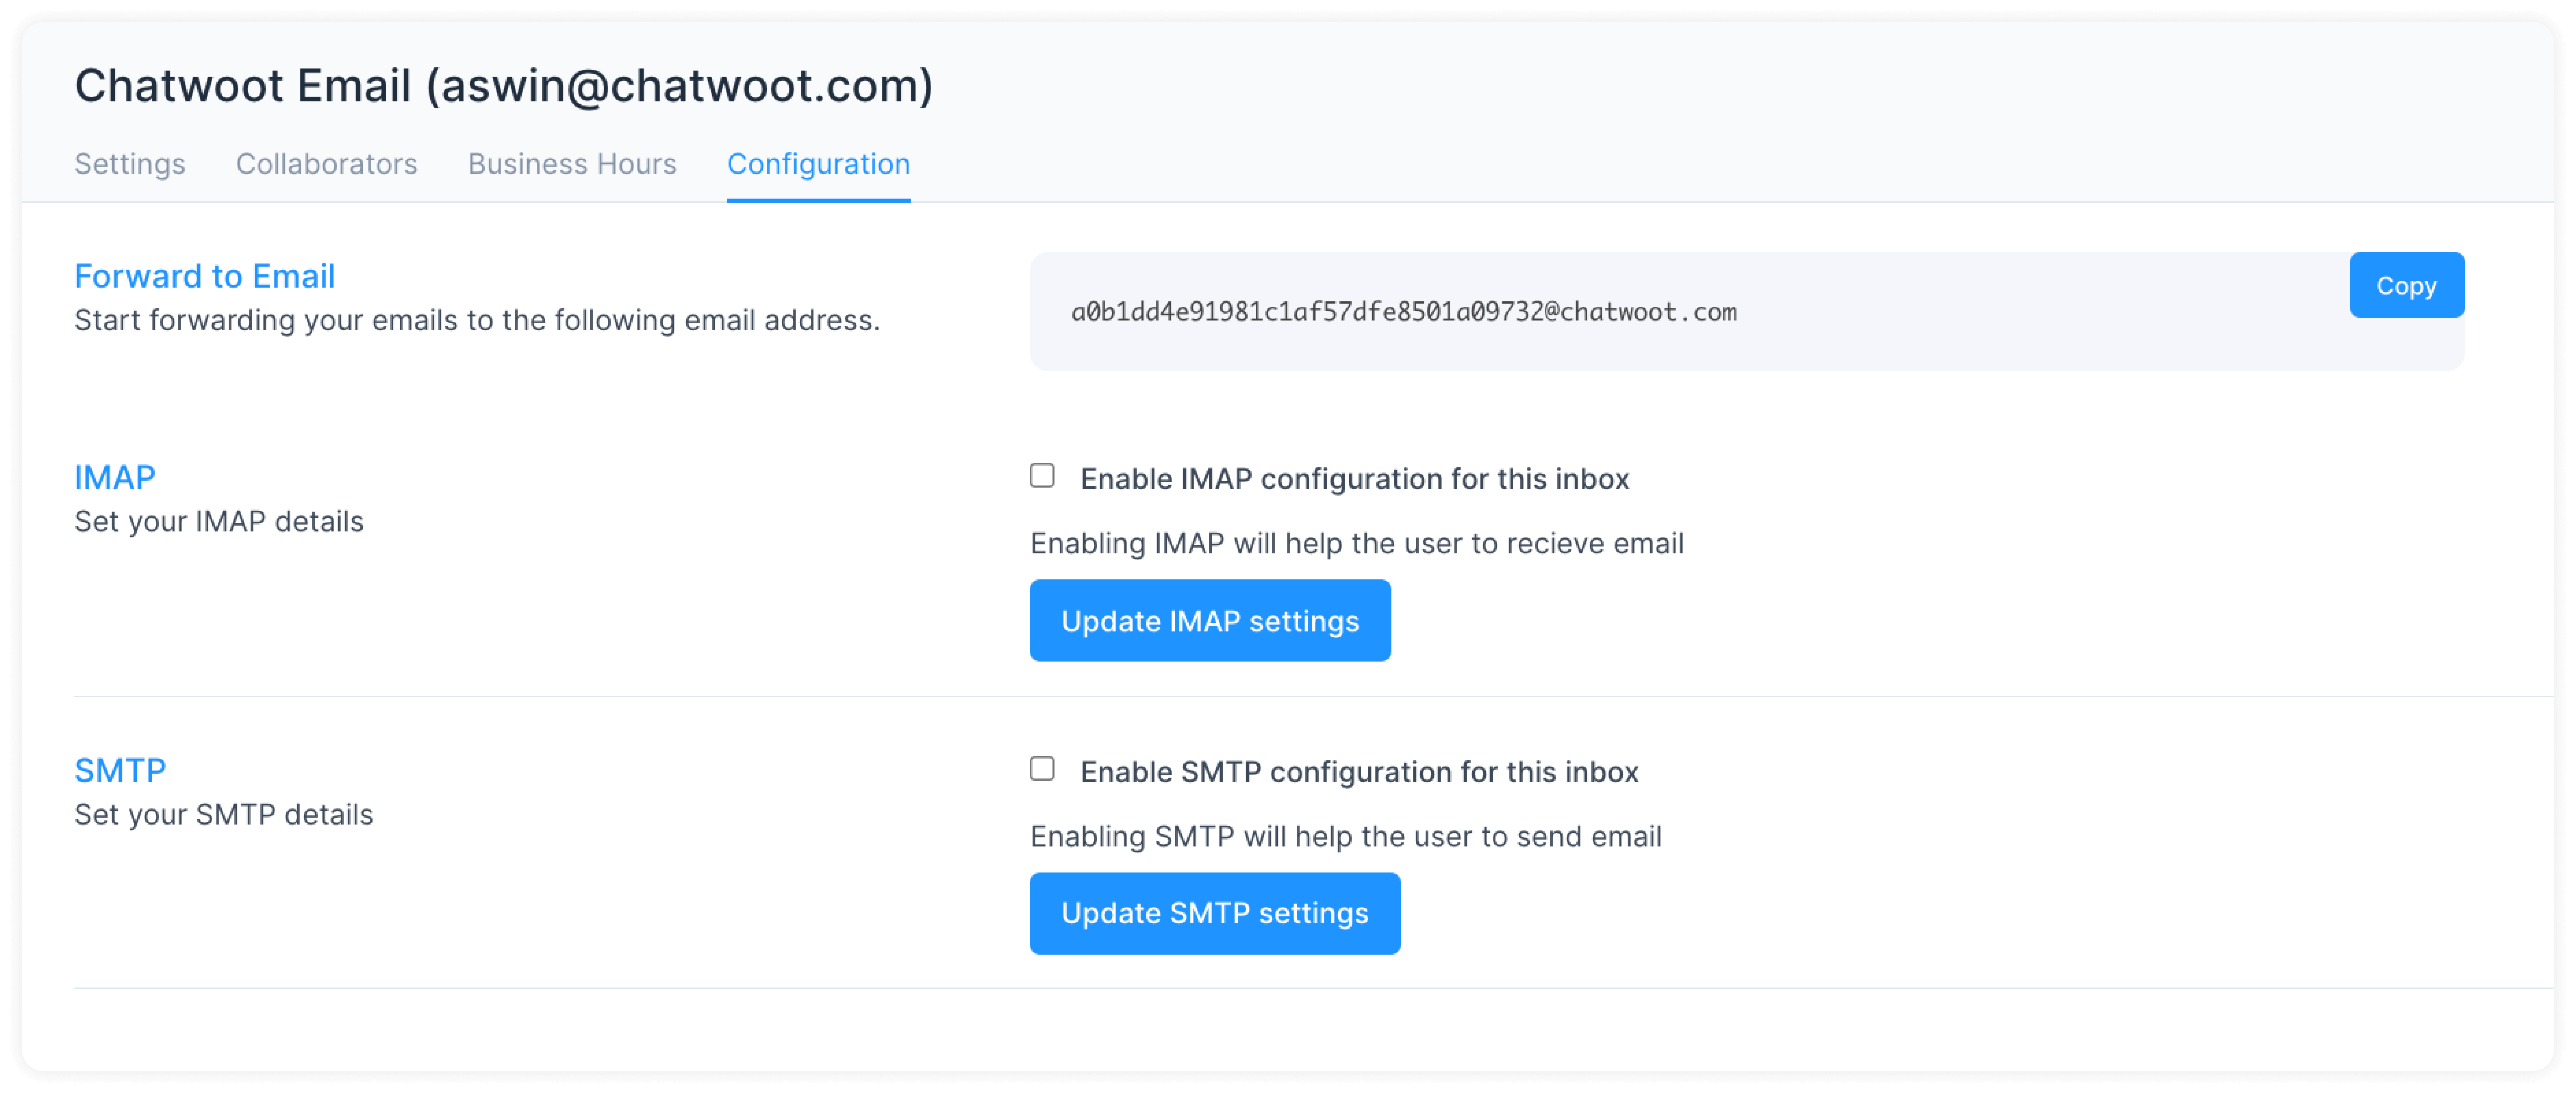 Chatwoot Email (aswin@chatwoot.com)
Settings Collaborators Business Hours Configuration
Forward to Email
Start forwarding your emails to the following email address.
a0b1dd4e91981c1af57dfe8501a09732@chatwoot.com
Copy
IMAP
Set your IMAP details
Enable IMAP configuration for this inbox
Enabling IMAP will help the user to recieve email
Update IMAP settings
SMTP
Set your SMTP details
Enable SMTP configuration for this inbox
Enabling SMTP will help the user to send email
Update SMTP settings